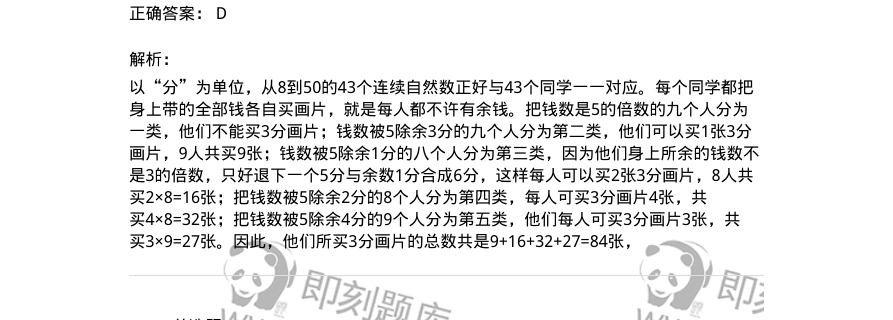 正确答案： D
解析：
以“分”为单位，从8到50的43个连续自然数正好与43个同学一一对应。每个同学都把
身上带的全部钱各自买画片，就是每人都不许有余钱。把钱数是5的倍数的九个人分为
一类，他们不能买3分画片；钱数被5除余3分的九个人分为第二类，他们可以买1张3分
画片，9人共买9张；钱数被5除余1分的八个人分为第三类，因为他们身上所余的钱数不
是3的倍数，只好退下一个5分与余数1分合成6分，这样每人可以买2张3分画片，8人共
买2×8=16张；把钱数被5除余2分的8个人分为第四类，每人可买3分画片4张，共
买4×8=32张；把钱数被5除余4分的9个人分为第五类，他们每人可买3分画片3张，共
买3×9=27张。因此，他们所买3分画片的总数共是9+16+32+27=84张，
即刻题库
即刻